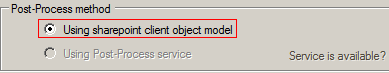 Post-Process method
Using sharepoint client object model
Using Post-Process service Service is available?